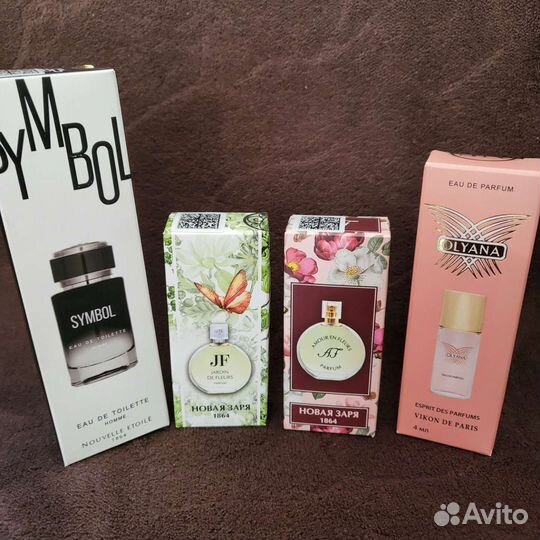 SYMBOL
SYMBOL
EAU DE TOILETTE
EAU DE TOILETTE
HOMME
NOUVELLE ETOILE
1864
JF
JARDIN
DE FLEURS
PARFUM
НОВАЯ ЗАРЯ
1864
AMOUR EN FLEURS
AF
PARFUM
НОВАЯ ЗАРЯ
1864
EAU DE PARFUM
OLYANA
OLYANA
ESPRIT DES PARFUMS
VIKON DE PARIS
4 МЛ
Avito